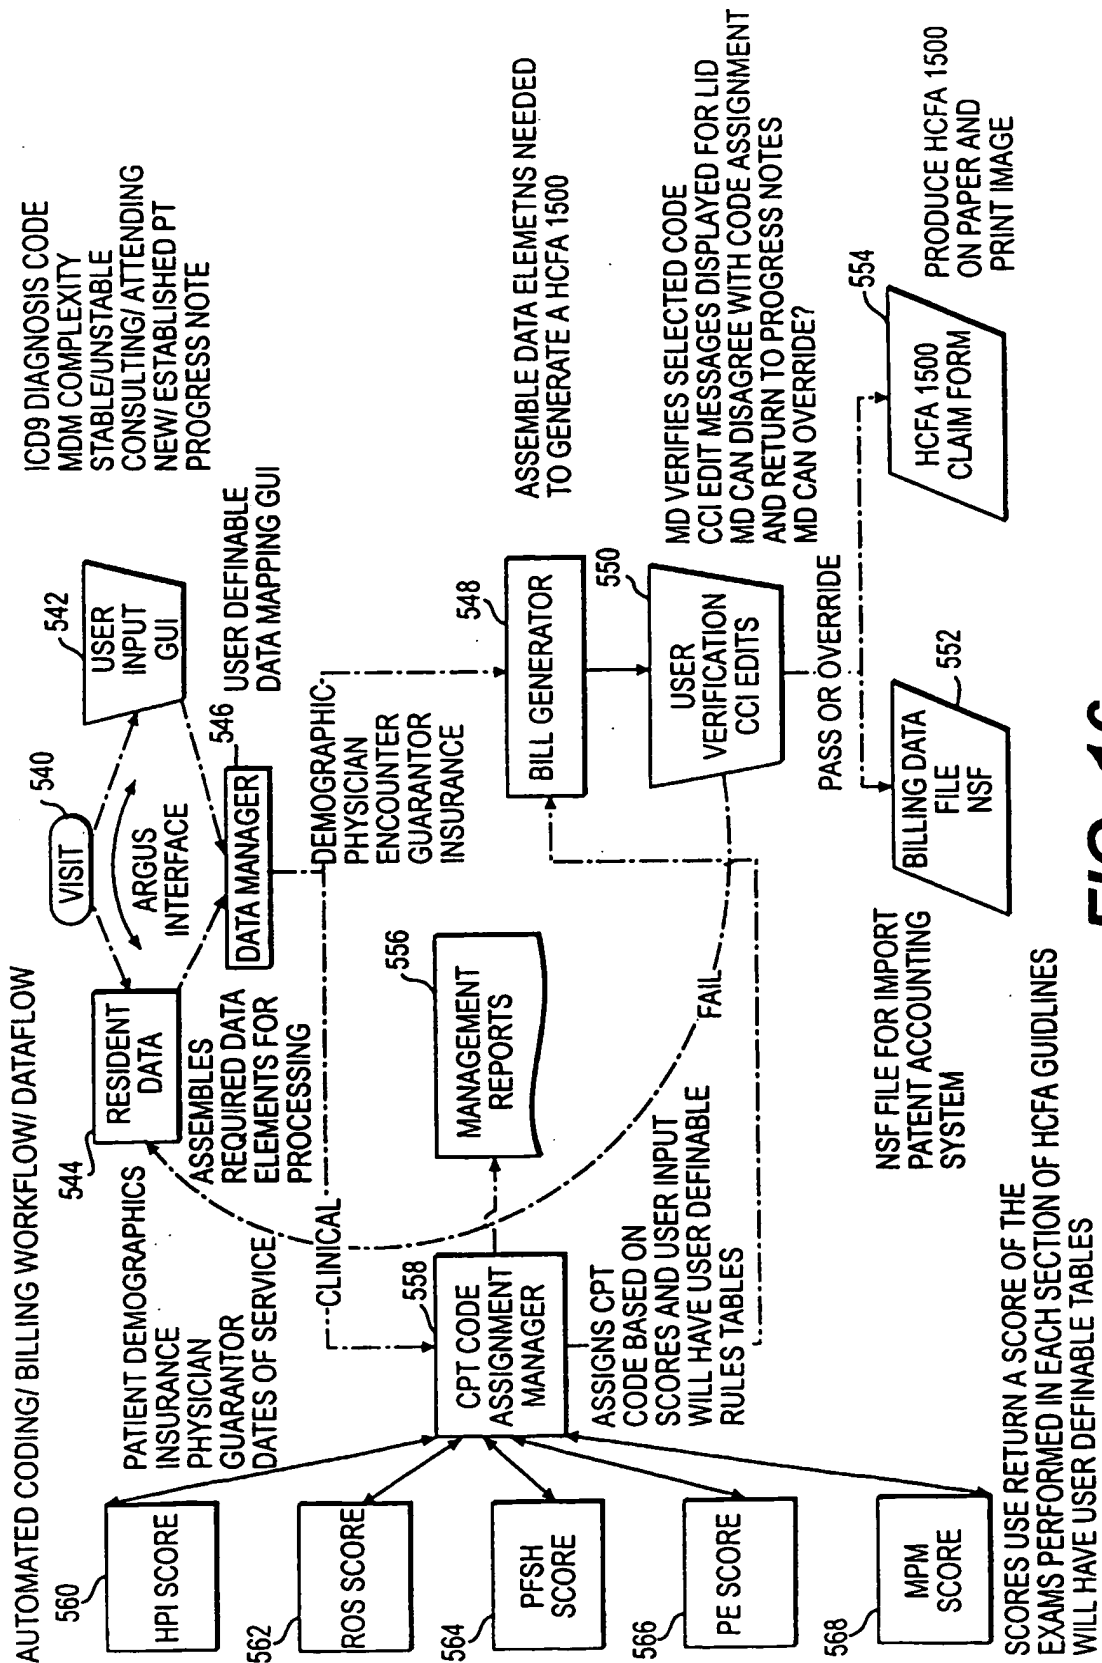 AUTOMATED CODING/ BILLING WORKFLOW/ DATAFLOW
540
VISIT
ARGUS
INTERFACE
542
USER
INPUT
GUI
ICD9 DIAGNOSIS CODE
MDM COMPLEXITY
STABLE/UNSTABLE
CONSULTING/ ATTENDING
NEW/ ESTABLISHED PT
PROGRESS NOTE
544
RESIDENT
DATA
PATIENT DEMOGRAPHICS
INSURANCE
PHYSICIAN
GUARANTOR
DATES OF SERVICE
546
DATA MANAGER
USER DEFINABLE
DATA MAPPING GUI
ASSEMBLES
REQUIRED DATA
ELEMENTS FOR
PROCESSING
CLINICAL
DEMOGRAPHIC
PHYSICIAN
ENCOUNTER
GUARANTOR
INSURANCE
560
HPI SCORE
562
ROS SCORE
564
PFSH
SCORE
566
PE SCORE
568
MPM
SCORE
558
CPT CODE
ASSIGNMENT
MANAGER
556
MANAGEMENT
REPORTS
ASSIGNS CPT
CODE BASED ON
SCORES AND USER INPUT
WILL HAVE USER DEFINABLE
RULES TABLES
548
BILL GENERATOR
ASSEMBLE DATA ELEMETNS NEEDED
TO GENERATE A HCFA 1500
550
USER
VERIFICATION
CCI EDITS
MD VERIFIES SELECTED CODE
CCI EDIT MESSAGES DISPLAYED FOR LID
MD CAN DISAGREE WITH CODE ASSIGNMENT
AND RETURN TO PROGRESS NOTES
MD CAN OVERRIDE?
FAIL
PASS OR OVERRIDE
552
BILLING DATA
FILE
NSF
NSF FILE FOR IMPORT
PATENT ACCOUNTING
SYSTEM
554
HCFA 1500
CLAIM FORM
PRODUCE HCFA 1500
ON PAPER AND
PRINT IMAGE
SCORES USE RETURN A SCORE OF THE
EXAMS PERFORMED IN EACH SECTION OF HCFA GUIDLINES
WILL HAVE USER DEFINABLE TABLES